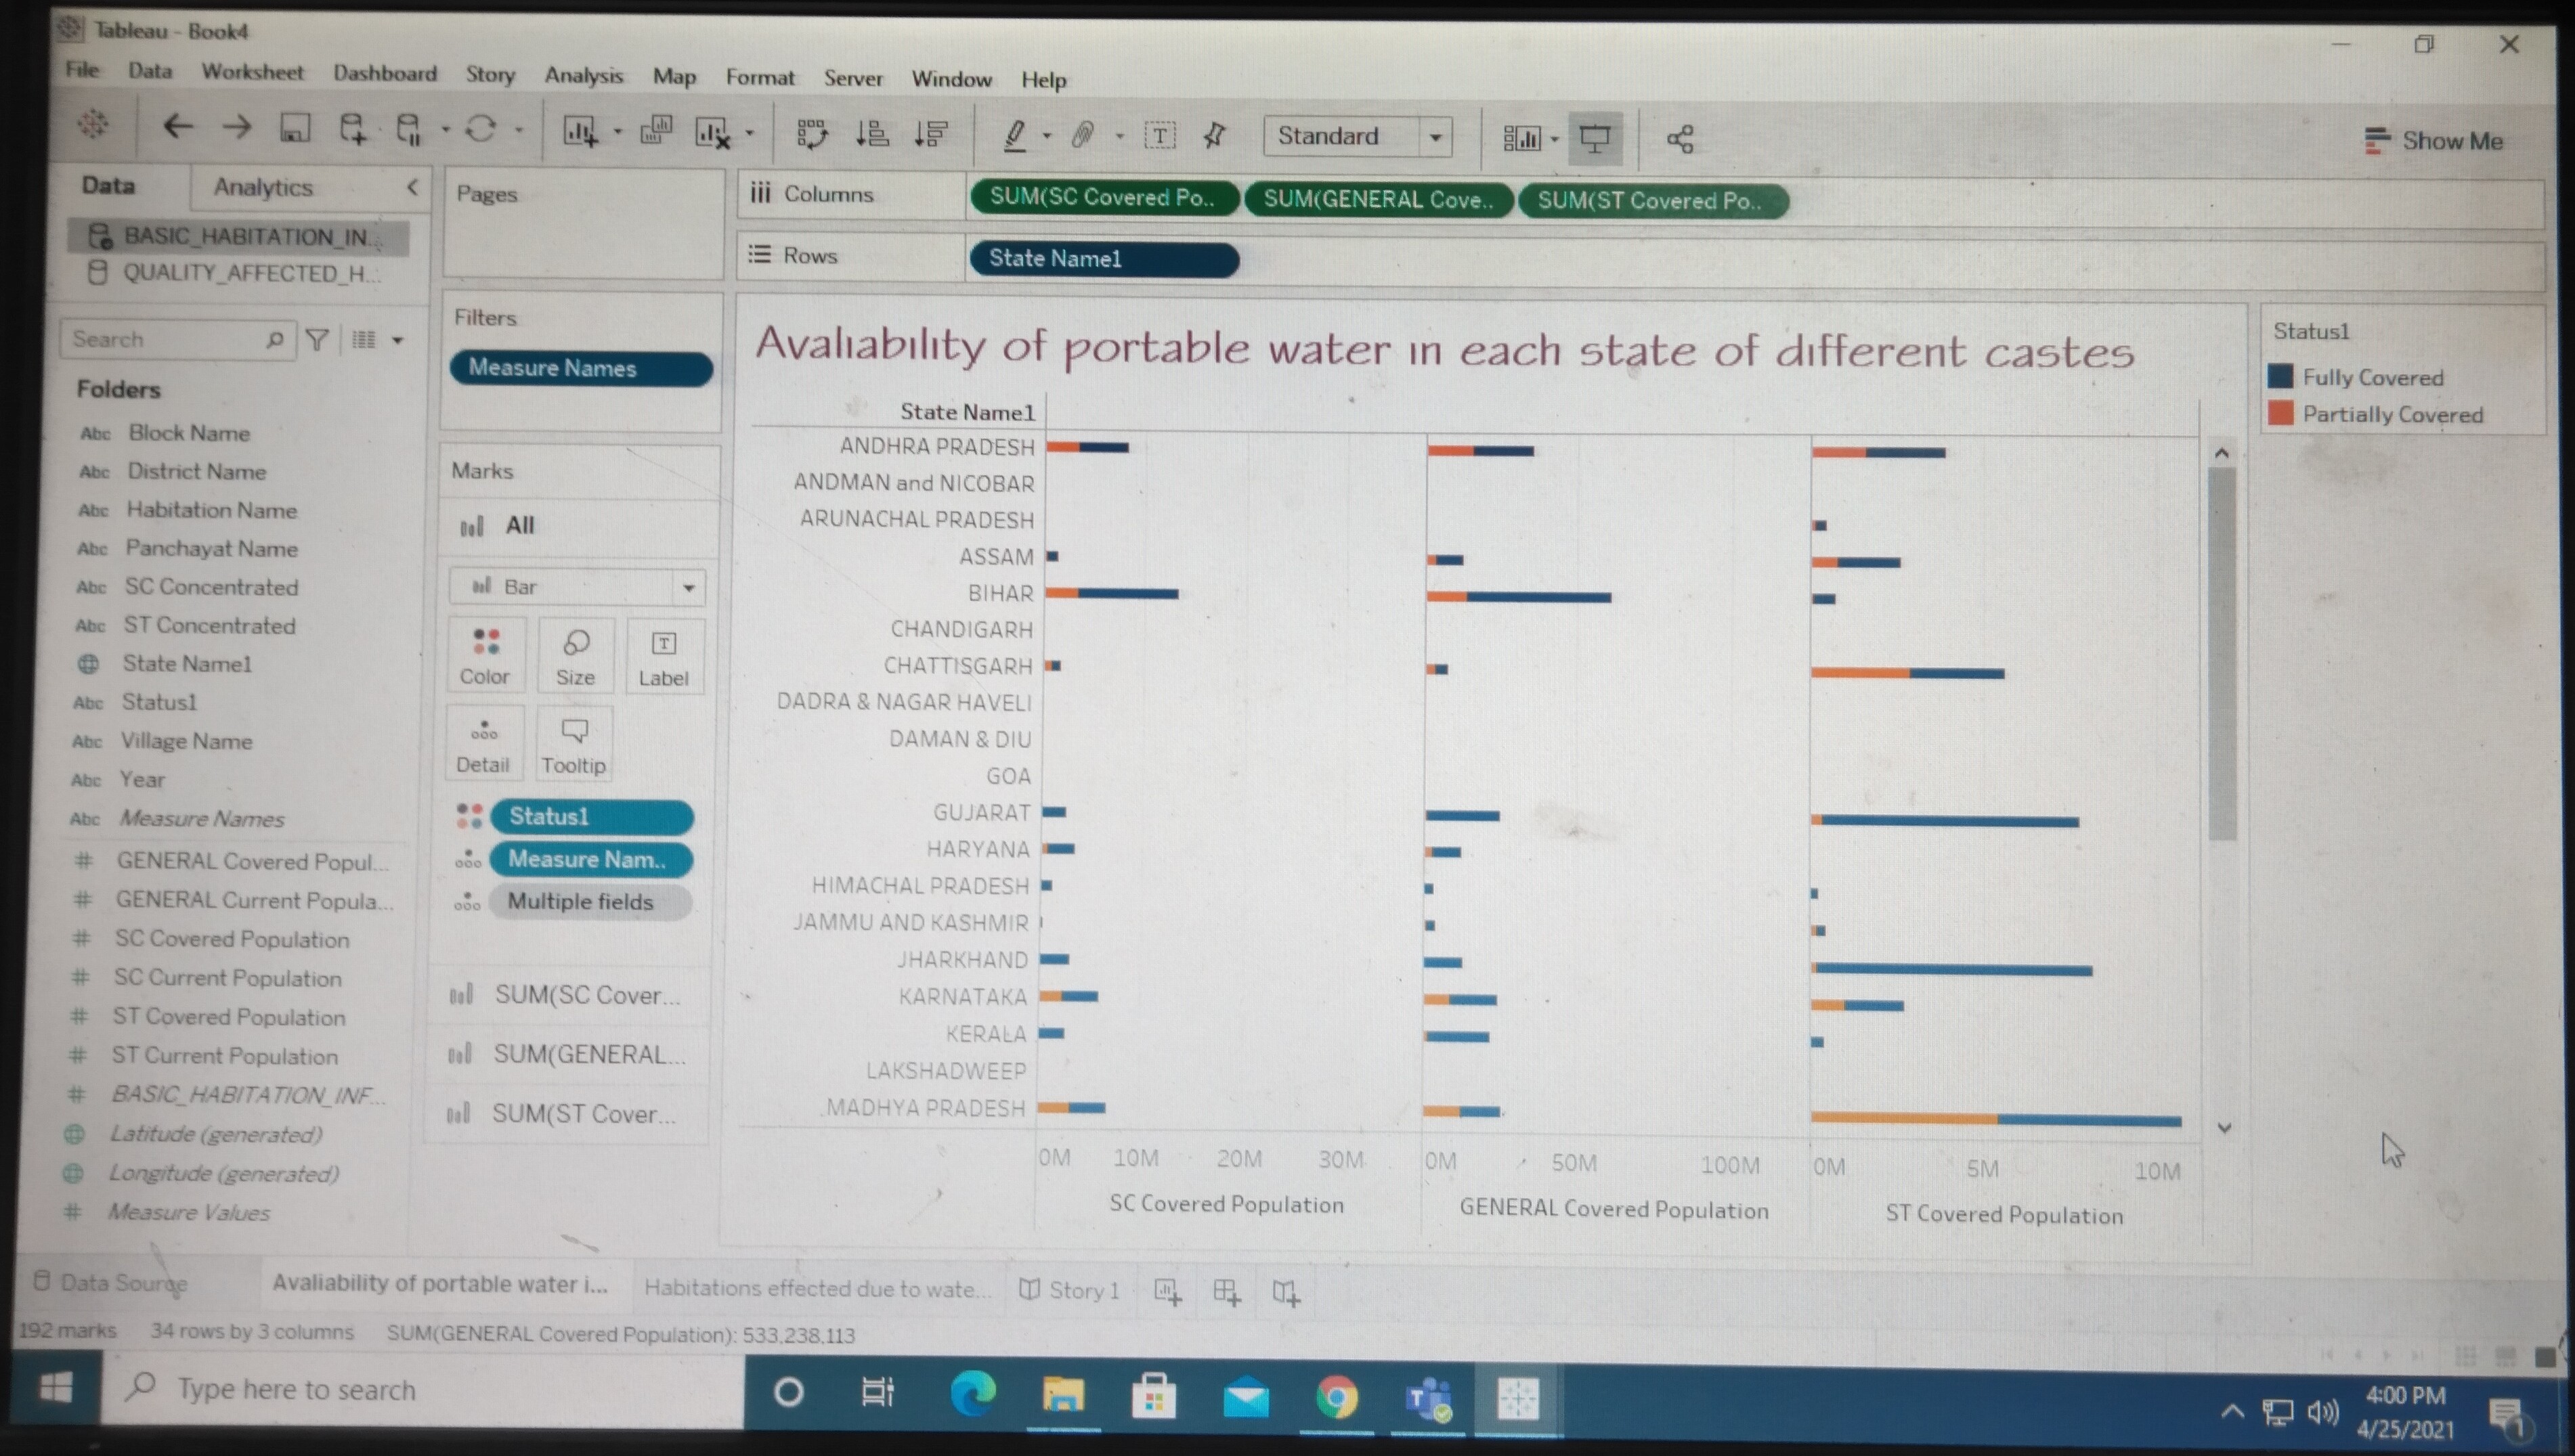 Tableau - Book4
File Data Worksheet Dashboard Story Analysis Map Format Server Window Help
Standard
Show Me
Data Analytics
BASIC_HABITATION_IN...
QUALITY_AFFECTED_H...
Search
Folders
Abc Block Name
Abc District Name
Abc Habitation Name
Abc Panchayat Name
Abc SC Concentrated
Abc ST Concentrated
State Name1
Abc Status1
Abc Village Name
Abc Year
Abc Measure Names
# GENERAL Covered Popul...
# GENERAL Current Popula...
# SC Covered Population
# SC Current Population
# ST Covered Population
# ST Current Population
# BASIC_HABITATION_INF...
Latitude (generated)
Longitude (generated)
# Measure Values
Pages
Filters
Measure Names
Marks
All
Bar
Color Size Label
Detail Tooltip
Status1
Measure Nam..
Multiple fields
SUM(SC Cover...
SUM(GENERAL...
SUM(ST Cover...
Columns SUM(SC Covered Po.. SUM(GENERAL Cove.. SUM(ST Covered Po..
Rows State Name1
Avaliability of portable water in each state of different castes
State Name1
ANDHRA PRADESH
ANDMAN and NICOBAR
ARUNACHAL PRADESH
ASSAM
BIHAR
CHANDIGARH
CHATTISGARH
DADRA & NAGAR HAVELI
DAMAN & DIU
GOA
GUJARAT
HARYANA
HIMACHAL PRADESH
JAMMU AND KASHMIR
JHARKHAND
KARNATAKA
KERALA
LAKSHADWEEP
MADHYA PRADESH
0M 10M 20M 30M 0M 50M 100M 0M 5M 10M
SC Covered Population GENERAL Covered Population ST Covered Population
Status1
Fully Covered
Partially Covered
Data Source Avaliability of portable water i... Habitations effected due to wate... Story 1
192 marks 34 rows by 3 columns SUM(GENERAL Covered Population): 533,238,113
Type here to search
4:00 PM
4/25/2021
1